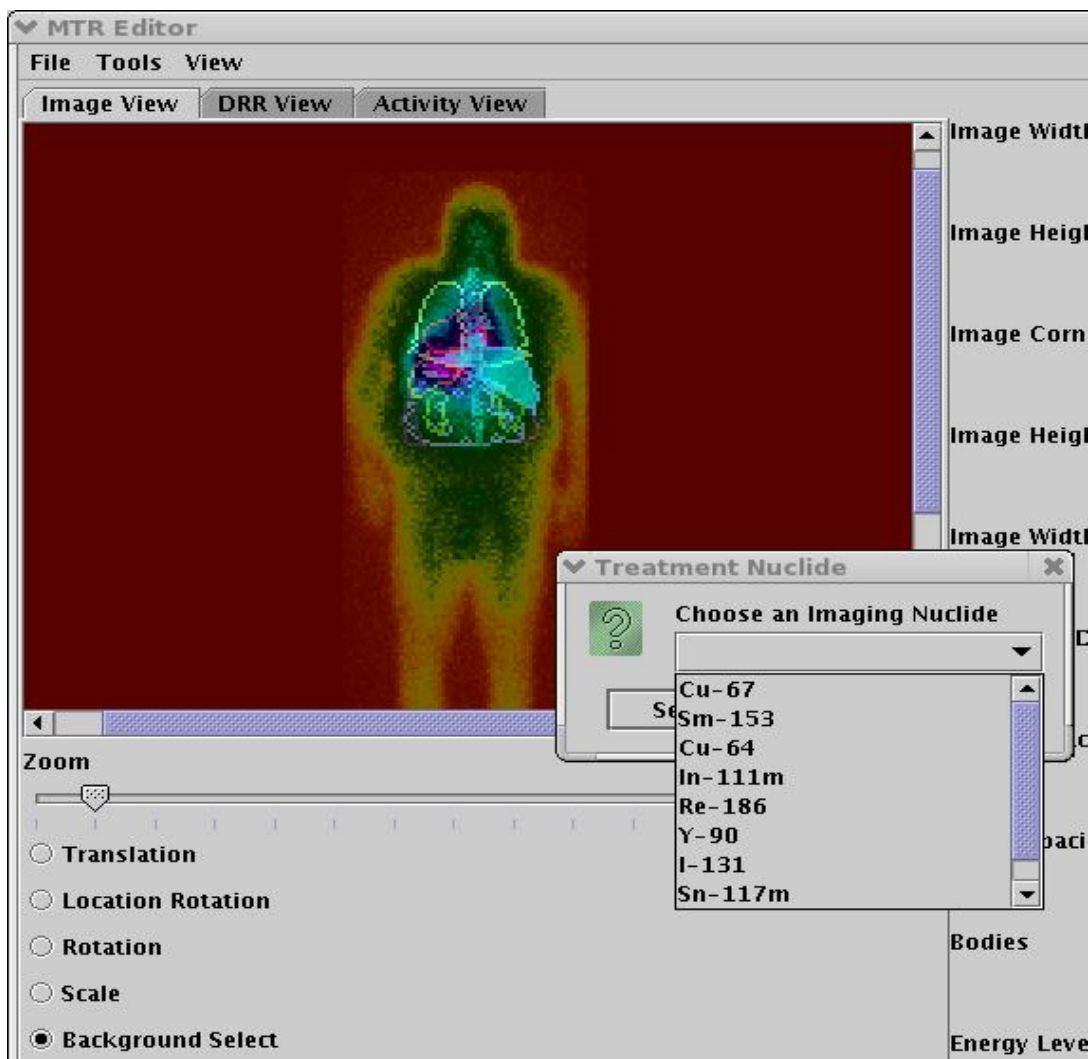 MTR Editor
File Tools View
Image View DRR View Activity View
Image Widt
Image Heig
Image Corn
Image Heig
Image Widt
Treatment Nuclide
Choose an Imaging Nuclide
Se
Cu-67
Sm-153
Cu-64
In-111m
Re-186
Y-90
I-131
Sn-117m
Zoom
Translation
Location Rotation
Rotation
Scale
Background Select
D
paci
Bodies
Energy Leve